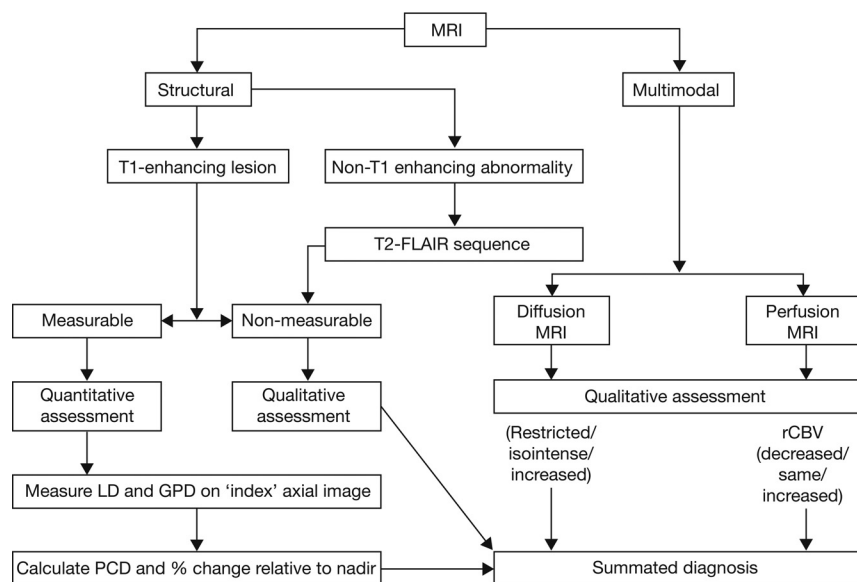 MRI
Structural
Multimodal
T1-enhancing lesion
Non-T1 enhancing abnormality
T2-FLAIR sequence
Measurable
Non-measurable
Diffusion
MRI
Perfusion
MRI
Quantitative
assessment
Qualitative
assessment
Qualitative assessment
(Restricted/
isointense/
increased)
rCBV
(decreased/
same/
increased)
Measure LD and GPD on ‘index’ axial image
Calculate PCD and % change relative to nadir
Summated diagnosis